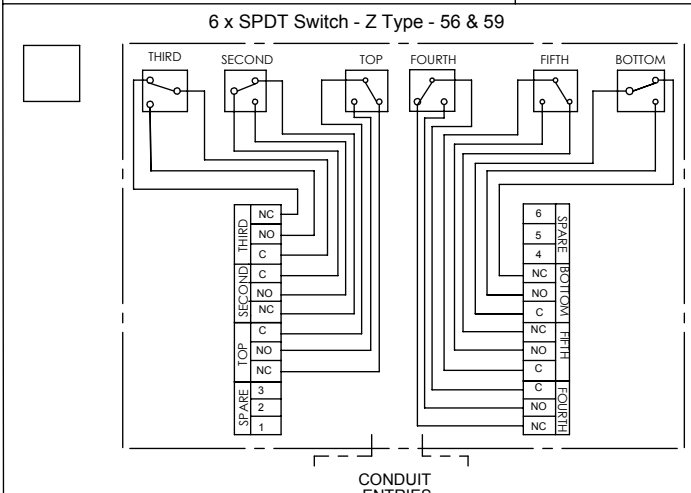 6 x SPDT Switch - Z Type - 56 & 59
THIRD SECOND TOP FOURTH FIFTH BOTTOM
THIRD
NC
NO
C
SECOND
C
NO
NC
TOP
C
NO
NC
SPARE
3
2
1
6
5
4
SPARE
NC
NO
C
BOTTOM
NC
NO
C
FIFTH
C
NO
NC
FOURTH
CONDUIT
ENTRIES